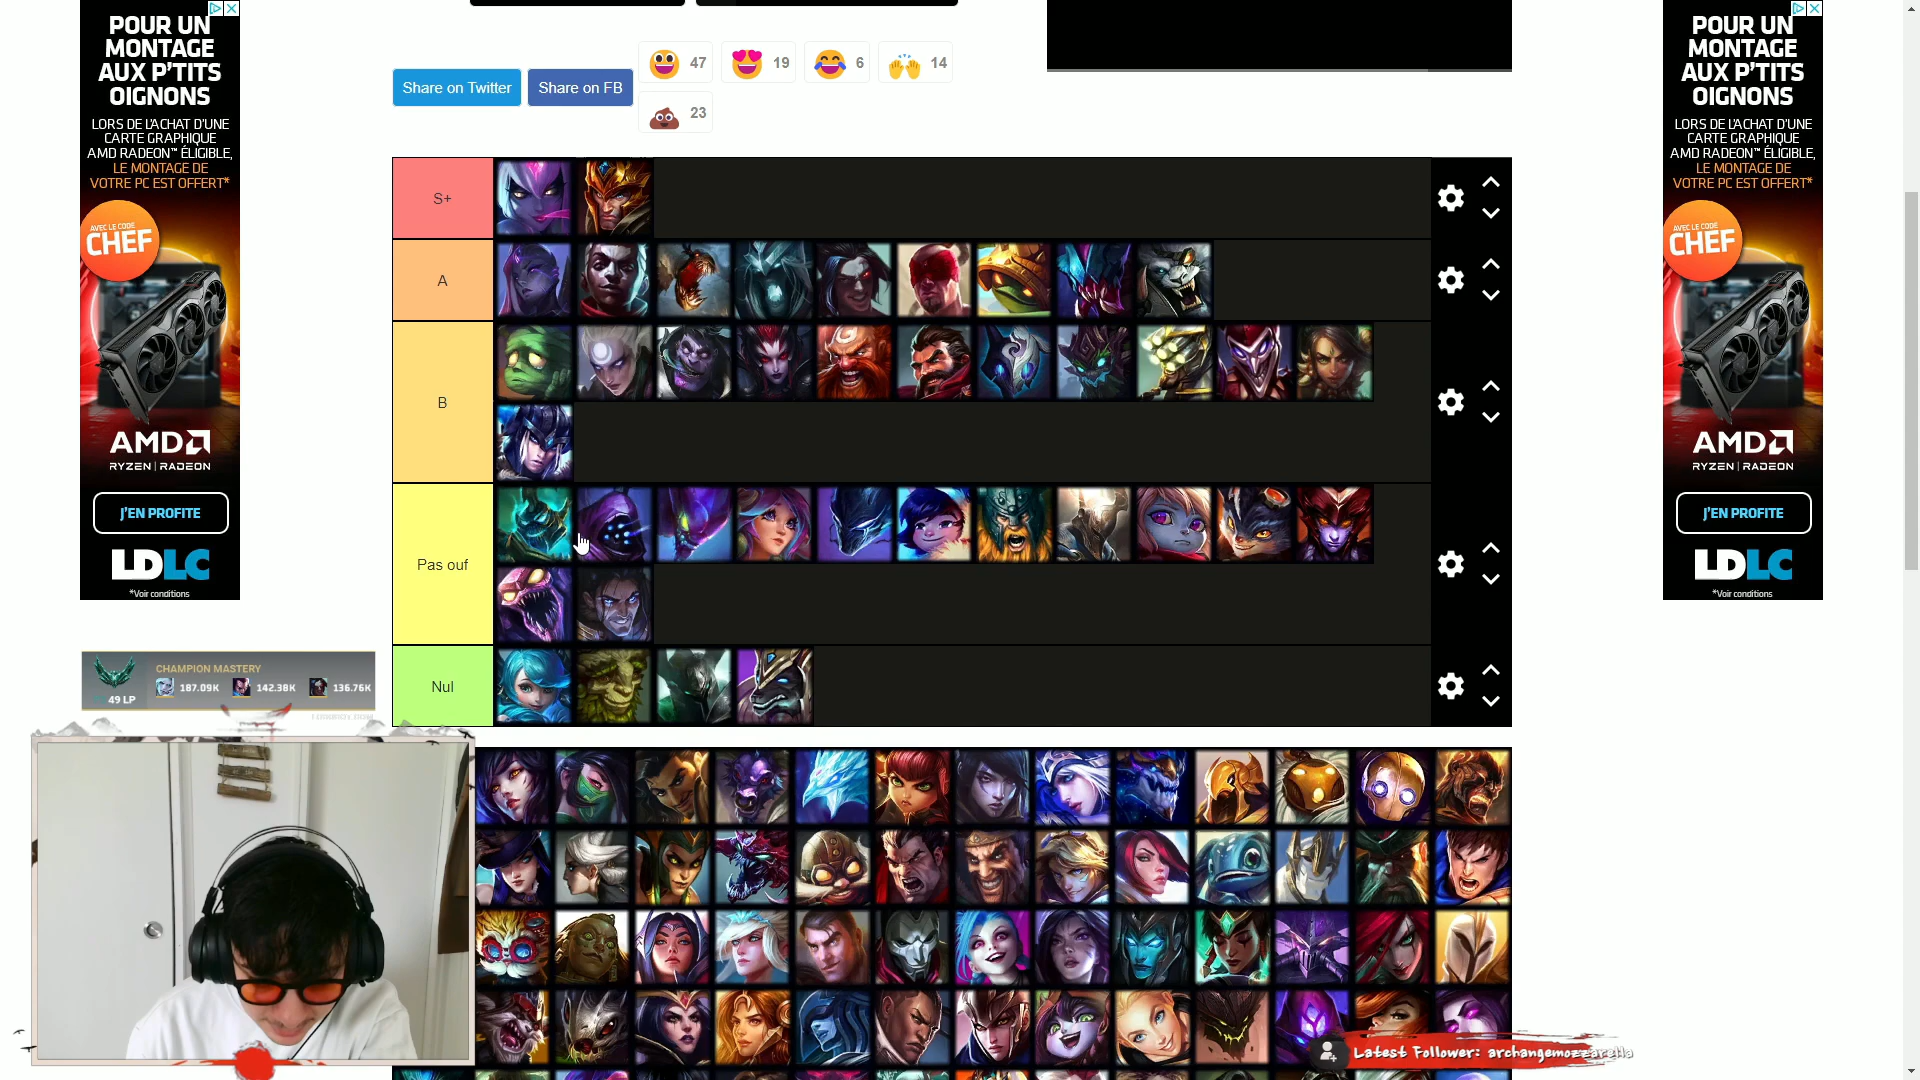 POUR UN
MONTAGE
AUX P'TITS
OIGNONS
LORS DE L'ACHAT D'UNE
CARTE GRAPHIQUE
AMD RADEON™ ÉLIGIBLE,
LE MONTAGE DE
VOTRE PC EST OFFERT*
AVEC LE CODE
CHEF
AMD
RYZEN | RADEON
J'EN PROFITE
LDLC
*Voir conditions
Share on Twitter
Share on FB
47
19
6
14
23
S+
A
B
Pas ouf
Nul
CHAMPION MASTERY
49 LP
187.09K
142.38K
136.76K
POUR UN
MONTAGE
AUX P'TITS
OIGNONS
LORS DE L'ACHAT D'UNE
CARTE GRAPHIQUE
AMD RADEON™ ÉLIGIBLE,
LE MONTAGE DE
VOTRE PC EST OFFERT*
AVEC LE CODE
CHEF
AMD
RYZEN | RADEON
J'EN PROFITE
LDLC
*Voir conditions
Latest Follower: archangemozzarella